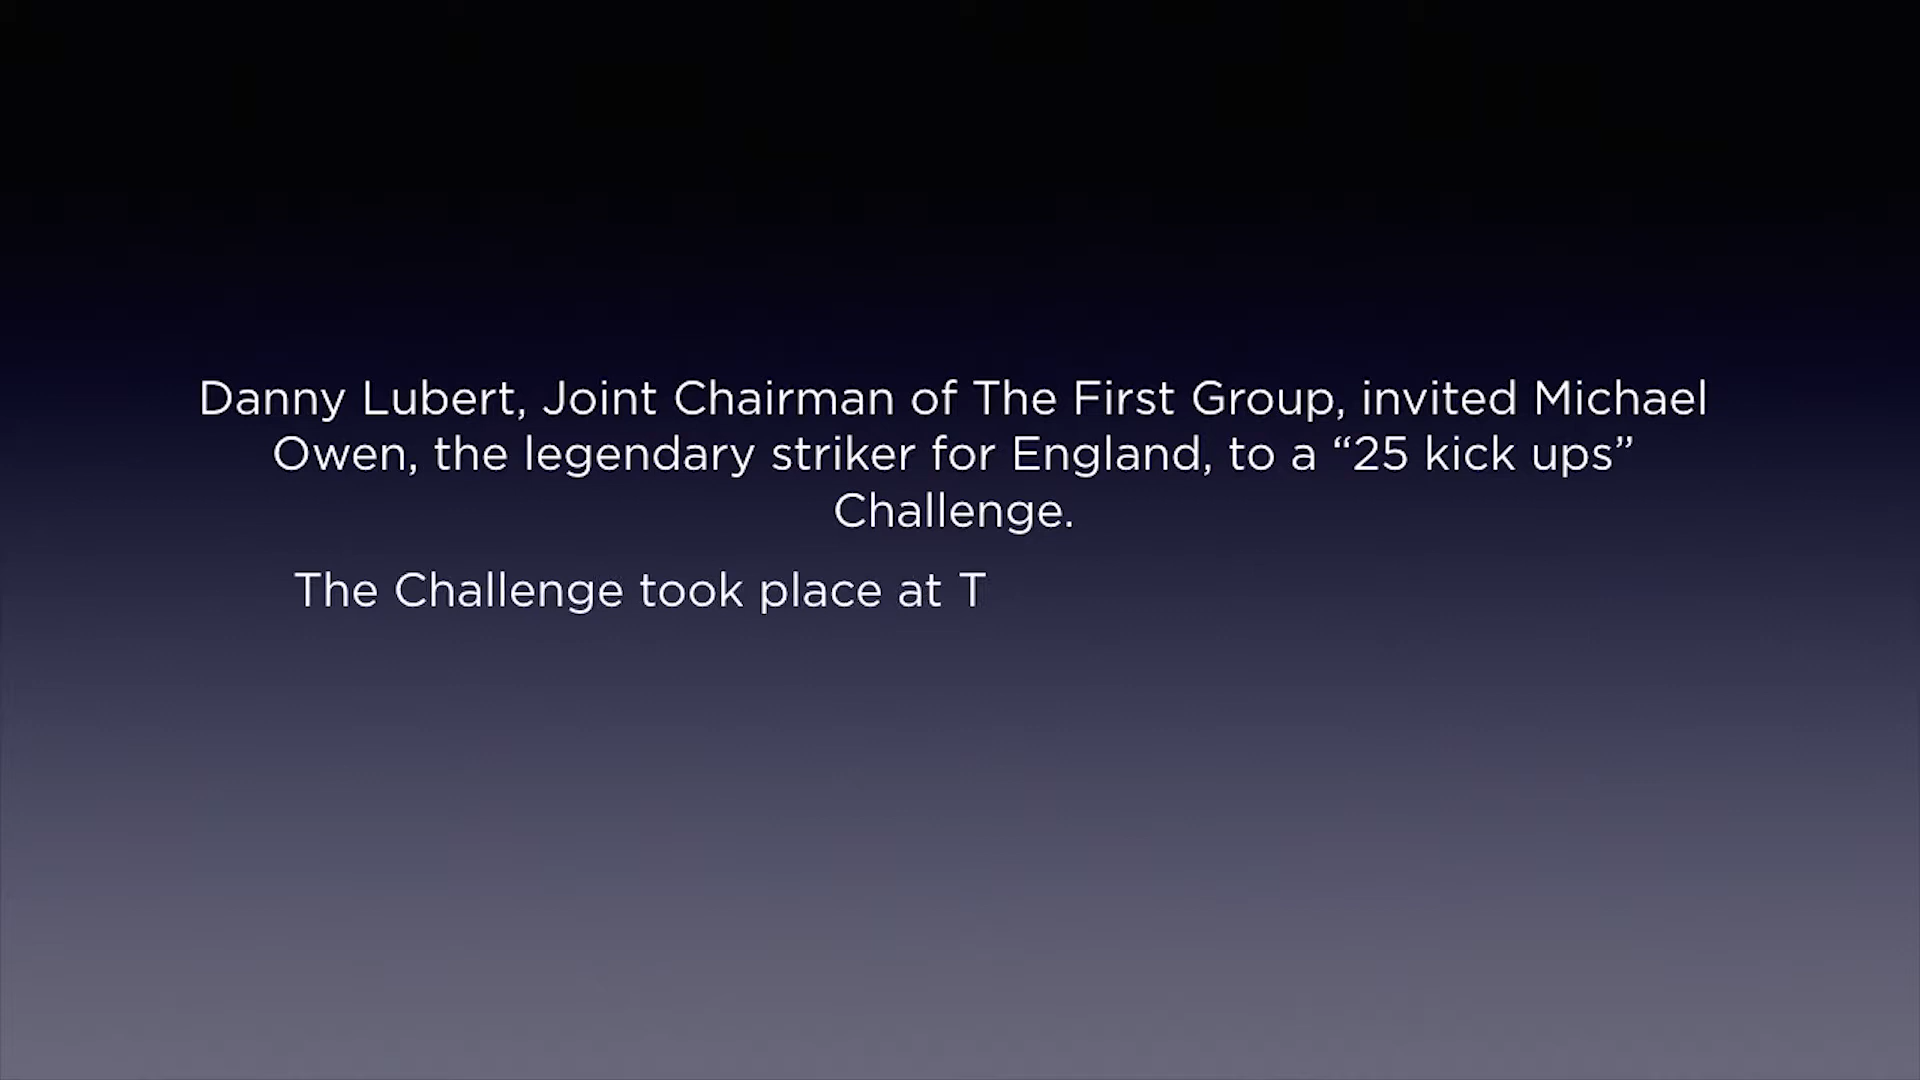 Danny Lubert, Joint Chairman of The First Group, invited Michael
Owen, the legendary striker for England, to a “25 kick ups”
Challenge.
The Challenge took place at T